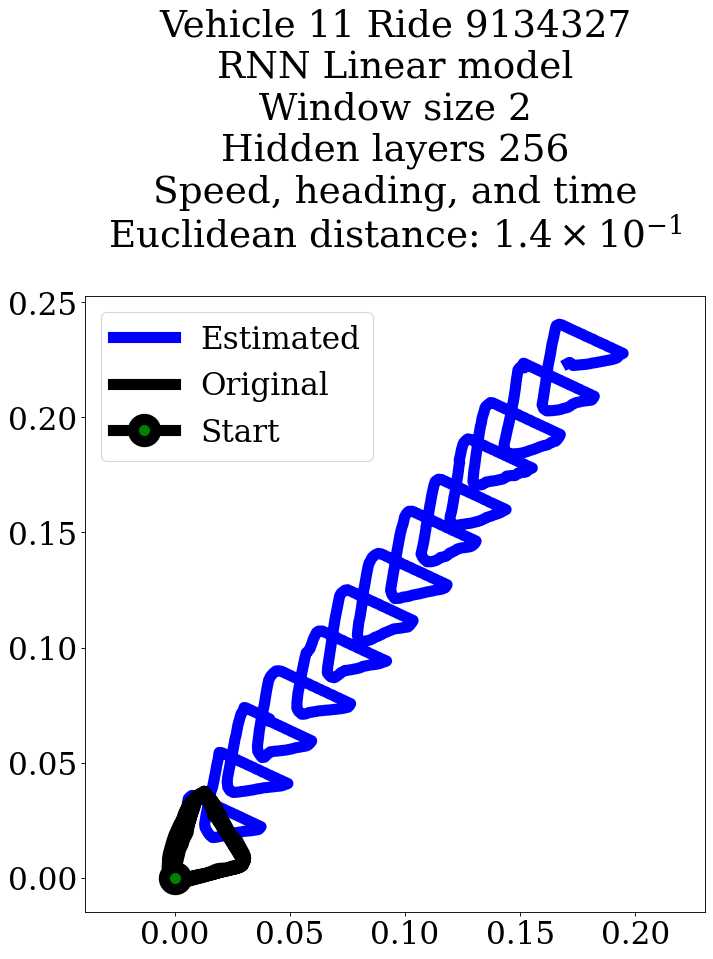 Vehicle 11 Ride 9134327
RNN Linear model
Window size 2
Hidden layers 256
Speed, heading, and time
Euclidean distance: $1.4 \times 10^{-1}$
0.25
0.20
0.15
0.10
0.05
0.00
Estimated
Original
Start
0.00 0.05 0.10 0.15 0.20